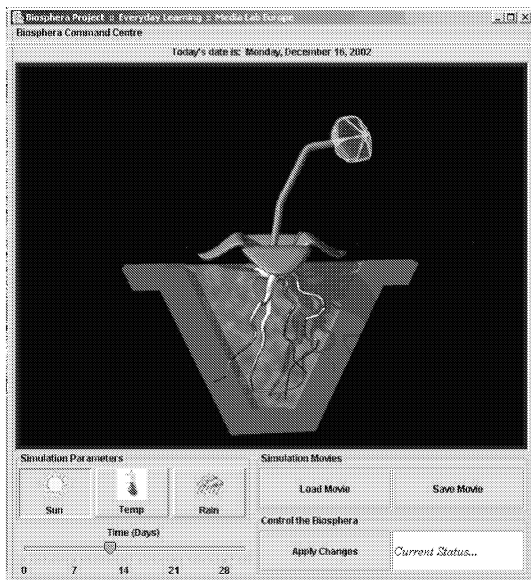 Biosphera Project :: Everyday Learning :: Media Lab Europe
Biosphera Command Centre
Today's date is: Monday, December 16, 2002
Simulation Parameters
Simulation Movies
Sun
Temp
Rain
Load Movie
Save Movie
Control the Biosphera
Time (Days)
Apply Changes
Current Status...
0 7 14 21 28